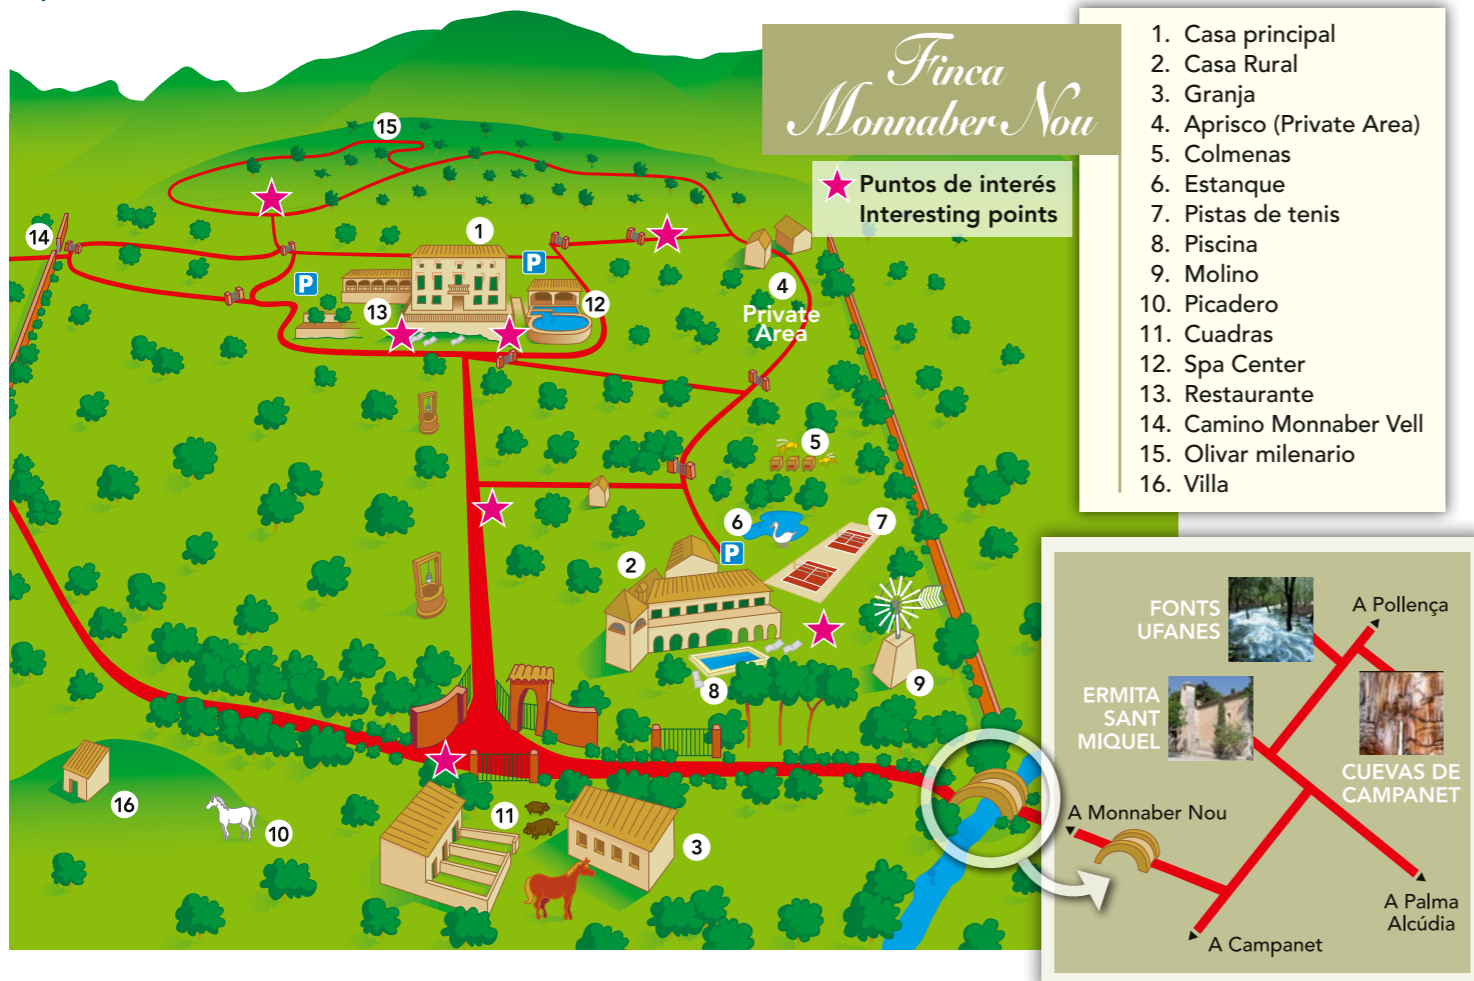 Finca
Monnaber Nou
Puntos de interés
Interesting points
1. Casa principal
2. Casa Rural
3. Granja
4. Aprisco (Private Area)
5. Colmenas
6. Estanque
7. Pistas de tenis
8. Piscina
9. Molino
10. Picadero
11. Cuadras
12. Spa Center
13. Restaurante
14. Camino Monnaber Vell
15. Olivar milenario
16. Villa
15
14
1
P
P
13
12
4
Private
Area
5
6
7
P
2
8
9
16
10
11
3
FONTS
UFANES
A Pollença
ERMITA
SANT
MIQUEL
CUEVAS DE
CAMPANET
A Monnaber Nou
A Palma
Alcúdia
A Campanet